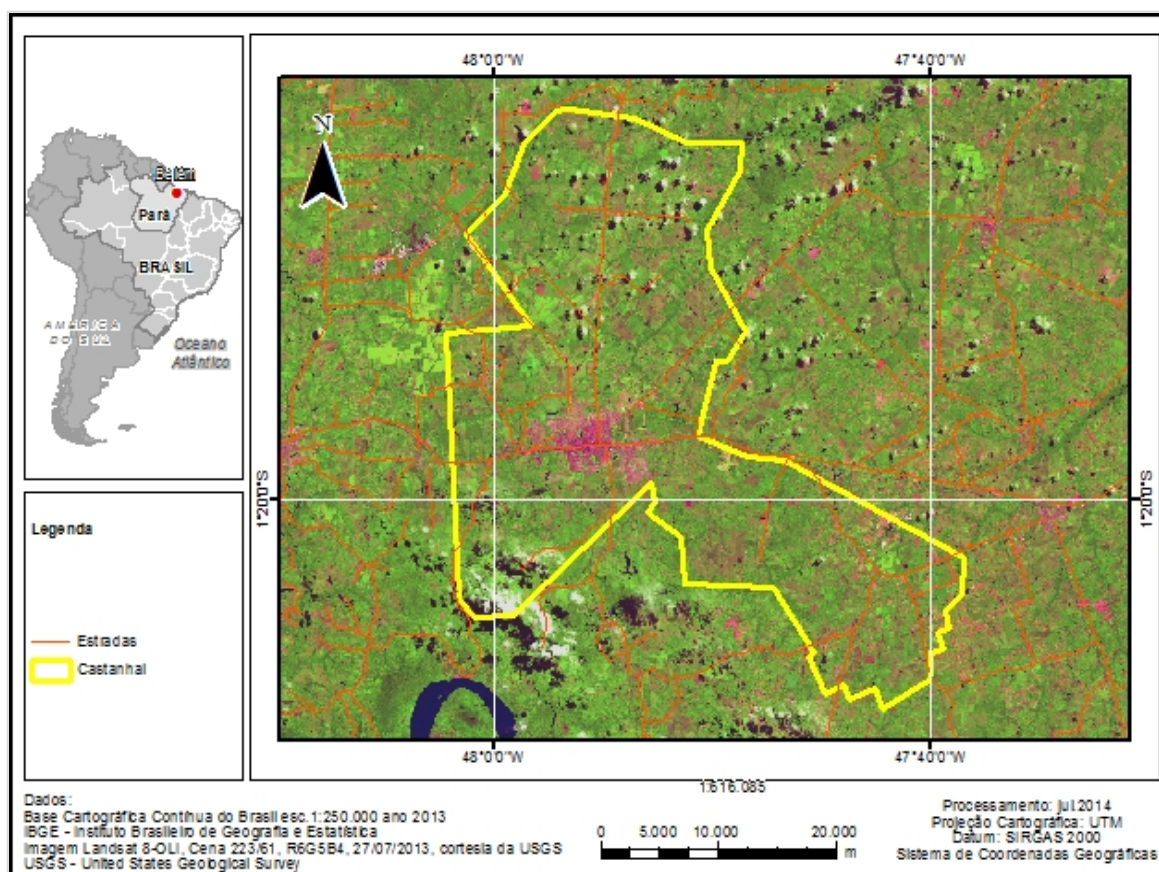 48°0'0"W 47°40'0"W
N
Belém
Pará
BRASIL
AMÉRICA
DO SUL
Oceano
Atlântico
1°20'0"S 1°20'0"S
Legenda
Estradas
Castanhal
48°0'0"W 47°40'0"W
1:616.085
Dados:
Base Cartográfica Contínua do Brasil esc.1:250.000 ano 2013
IBGE - Instituto Brasileiro de Geografia e Estatística
Imagem Landsat 8-OLI, Cena 223/61, R6G5B4, 27/07/2013, cortesia da USGS
USGS - United States Geological Survey
0 5.000 10.000 20.000
m
Processamento: jul.2014
Projeção Cartográfica: UTM
Datum: SIRGAS 2000
Sistema de Coordenadas Geográficas